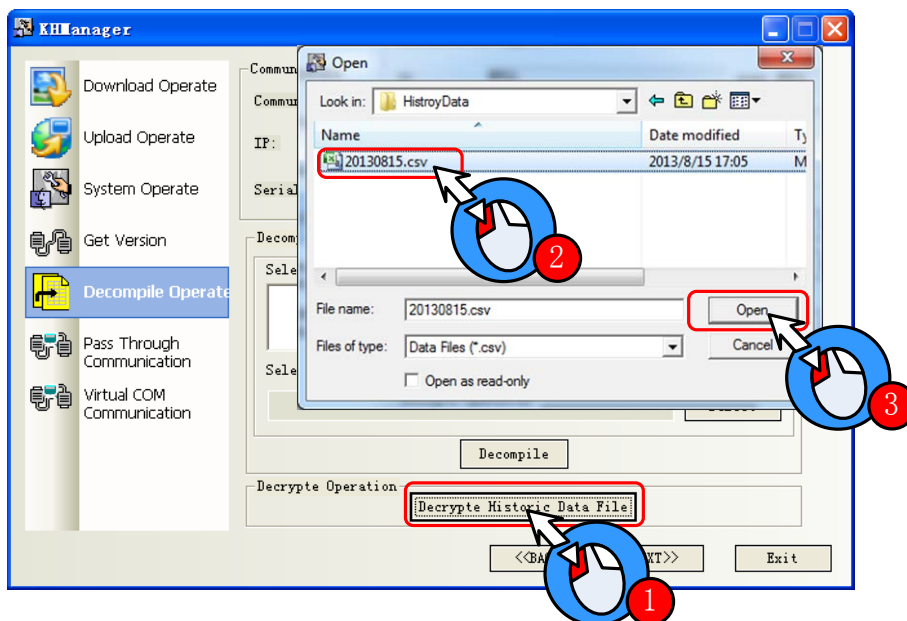 KHManager
Download Operate
Upload Operate
System Operate
Get Version
Decompile Operate
Pass Through
Communication
Virtual COM
Communication
Commun
Commun
IP:
Serial
Decom
Sele
Sele
Open
Look in: HistroyData
Name Date modified Ty
20130815.csv 2013/8/15 17:05 M
2
File name: 20130815.csv Open
Files of type: Data Files (*.csv) Cancel
Open as read-only
3
Decompile
Decrypte Operation
Decrypte Historic Data File
<<BA XT>> Exit
1